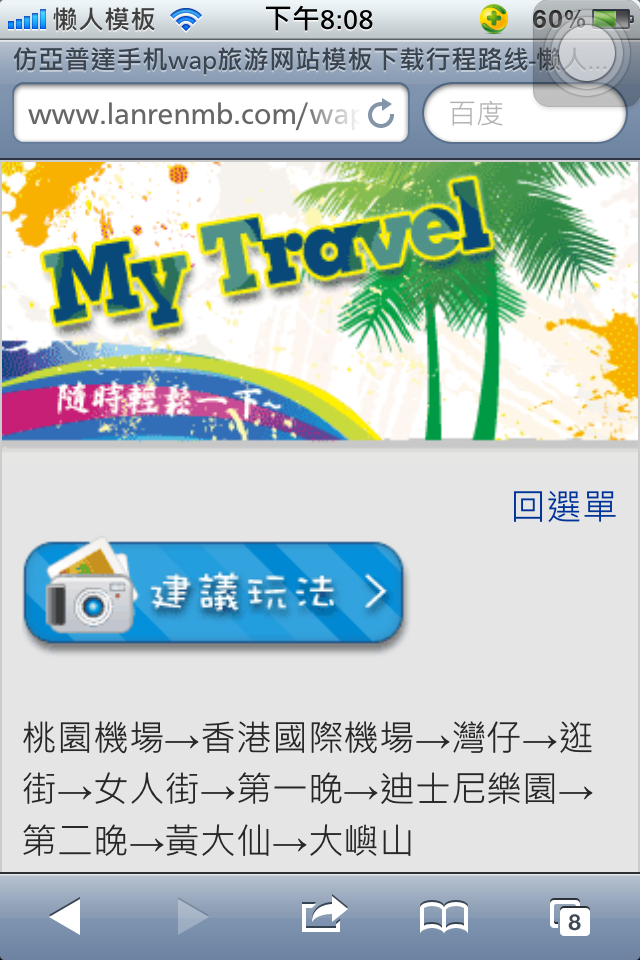 懒人模板 下午8:08 60%
仿亞普達手机wap旅游网站模板下载行程路线-懒人...
www.lanrenmb.com/wap 百度
My Travel
隨時輕鬆一下~
回選單
建議玩法
桃園機場→香港國際機場→灣仔→逛
街→女人街→第一晚→迪士尼樂園→
第二晚→黃大仙→大嶼山
8